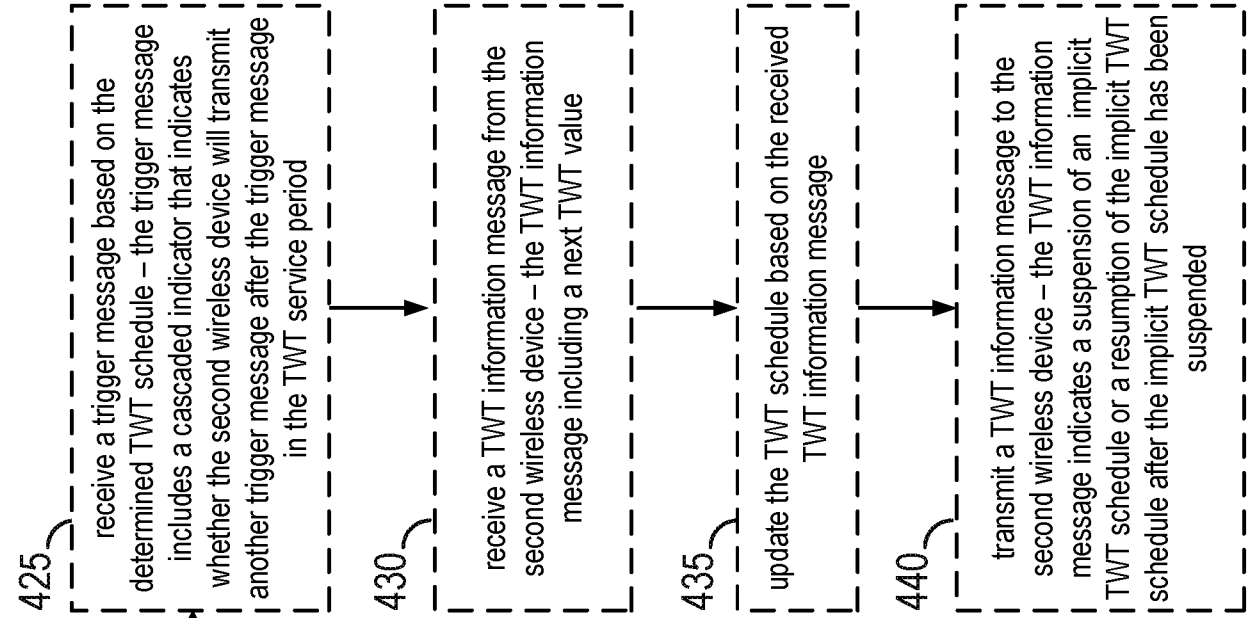 425
receive a trigger message based on the
determined TWT schedule – the trigger message
includes a cascaded indicator that indicates
whether the second wireless device will transmit
another trigger message after the trigger message
in the TWT service period
430
receive a TWT information message from the
second wireless device – the TWT information
message including a next TWT value
435
update the TWT schedule based on the received
TWT information message
440
transmit a TWT information message to the
second wireless device – the TWT information
message indicates a suspension of an implicit
TWT schedule or a resumption of the implicit TWT
schedule after the implicit TWT schedule has been
suspended